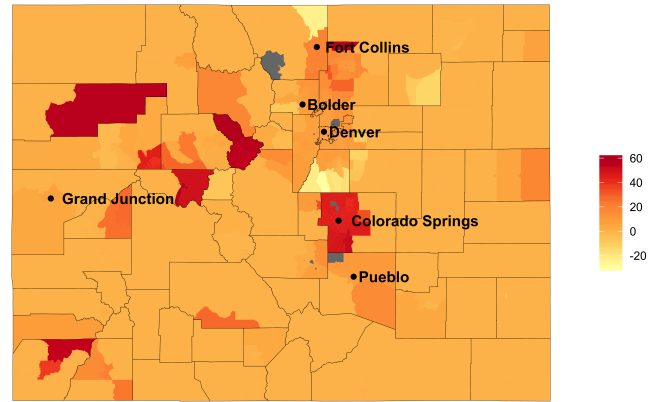 Fort Collins
Bolder
Denver
Grand Junction
Colorado Springs
Pueblo
60
40
20
0
-20